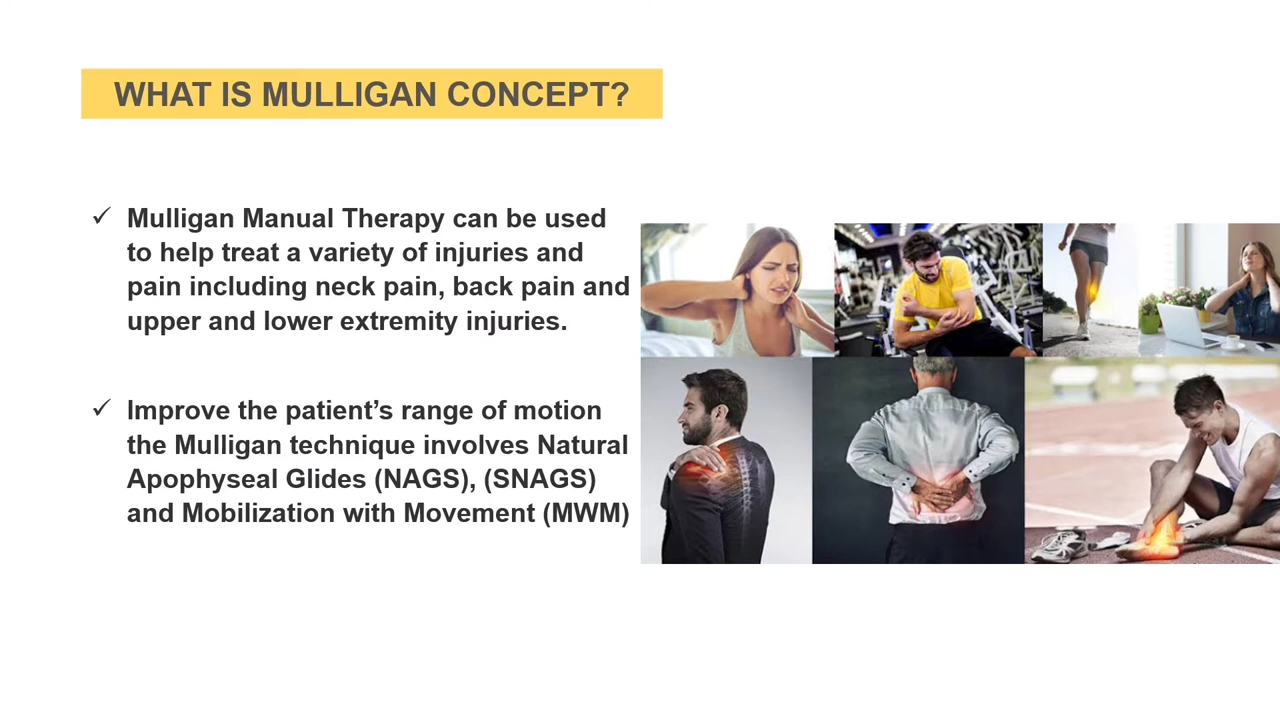 WHAT IS MULLIGAN CONCEPT?
✓ Mulligan Manual Therapy can be used
to help treat a variety of injuries and
pain including neck pain, back pain and
upper and lower extremity injuries.
✓ Improve the patient’s range of motion
the Mulligan technique involves Natural
Apophyseal Glides (NAGS), (SNAGS)
and Mobilization with Movement (MWM)